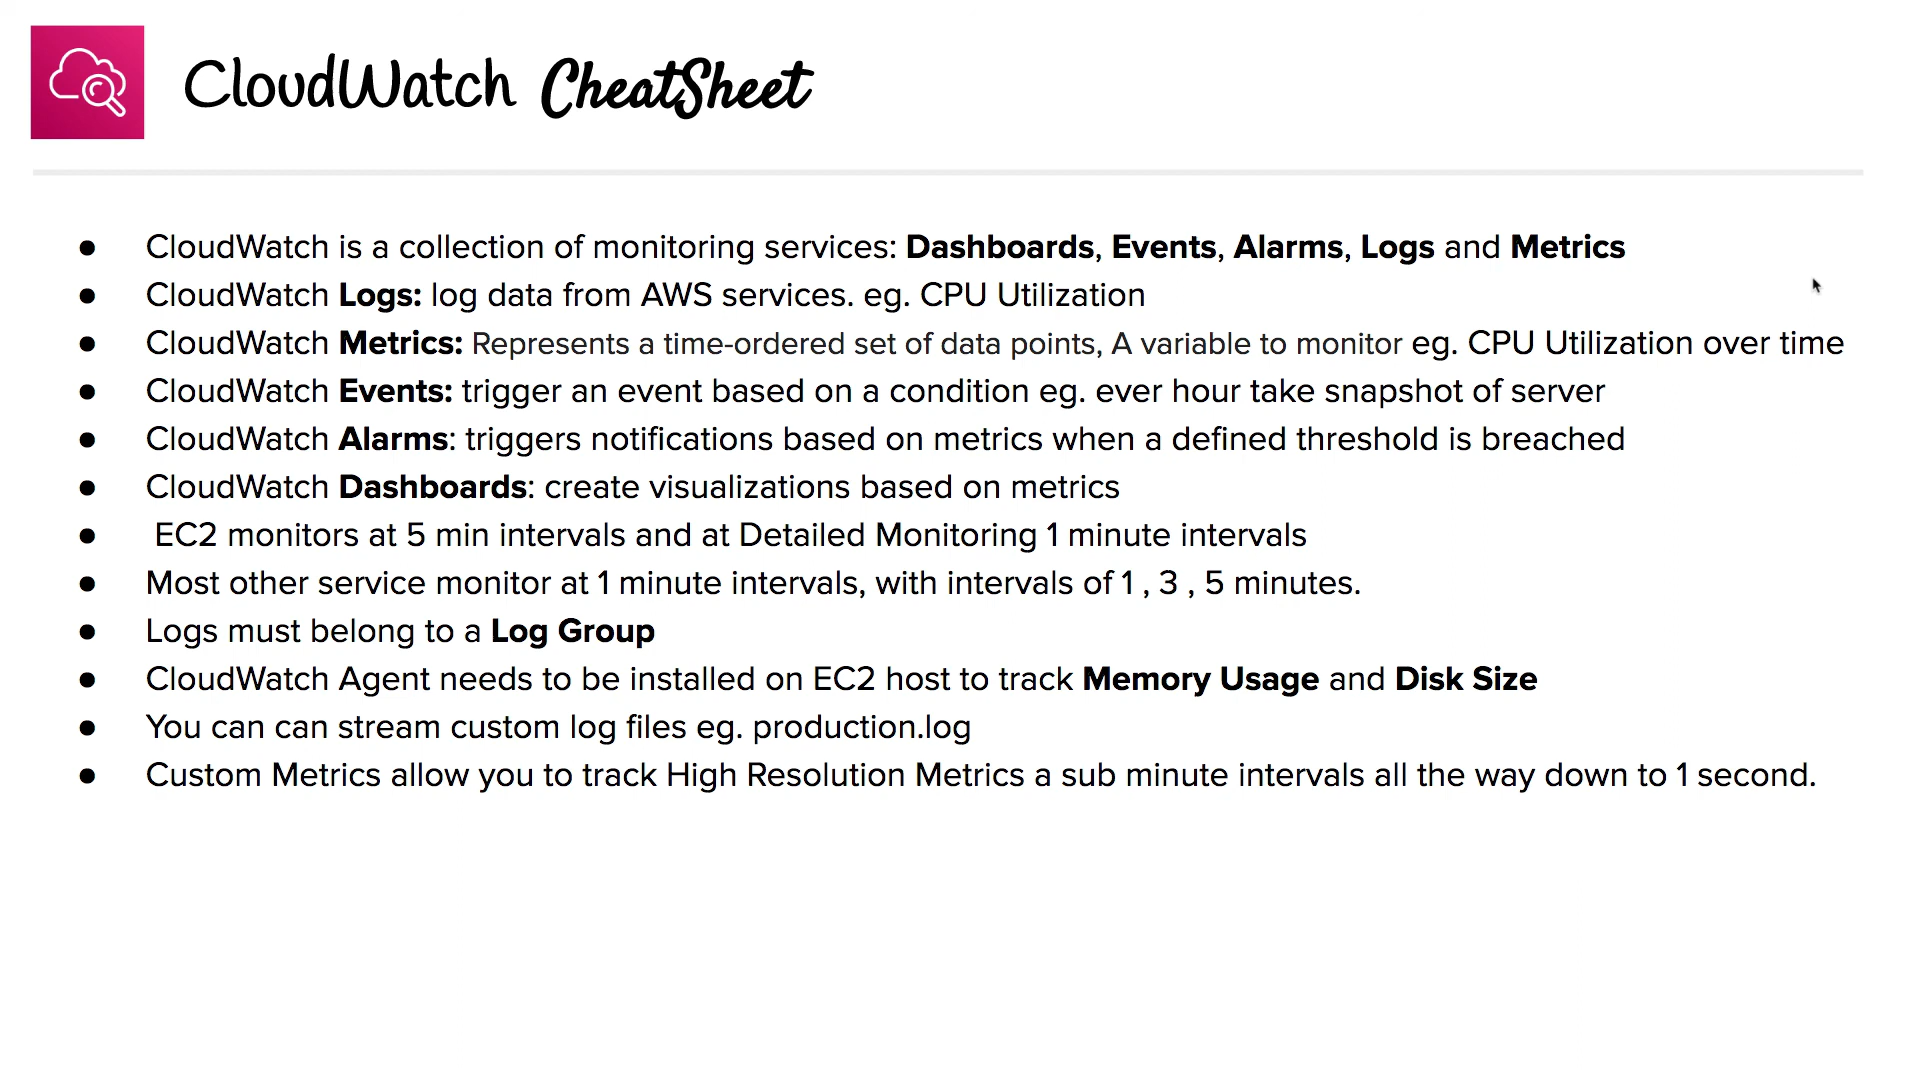 CloudWatch CheatSheet
● CloudWatch is a collection of monitoring services: Dashboards, Events, Alarms, Logs and Metrics
● CloudWatch Logs: log data from AWS services. eg. CPU Utilization
● CloudWatch Metrics: Represents a time-ordered set of data points, A variable to monitor eg. CPU Utilization over time
● CloudWatch Events: trigger an event based on a condition eg. ever hour take snapshot of server
● CloudWatch Alarms: triggers notifications based on metrics when a defined threshold is breached
● CloudWatch Dashboards: create visualizations based on metrics
● EC2 monitors at 5 min intervals and at Detailed Monitoring 1 minute intervals
● Most other service monitor at 1 minute intervals, with intervals of 1 , 3 , 5 minutes.
● Logs must belong to a Log Group
● CloudWatch Agent needs to be installed on EC2 host to track Memory Usage and Disk Size
● You can can stream custom log files eg. production.log
● Custom Metrics allow you to track High Resolution Metrics a sub minute intervals all the way down to 1 second.